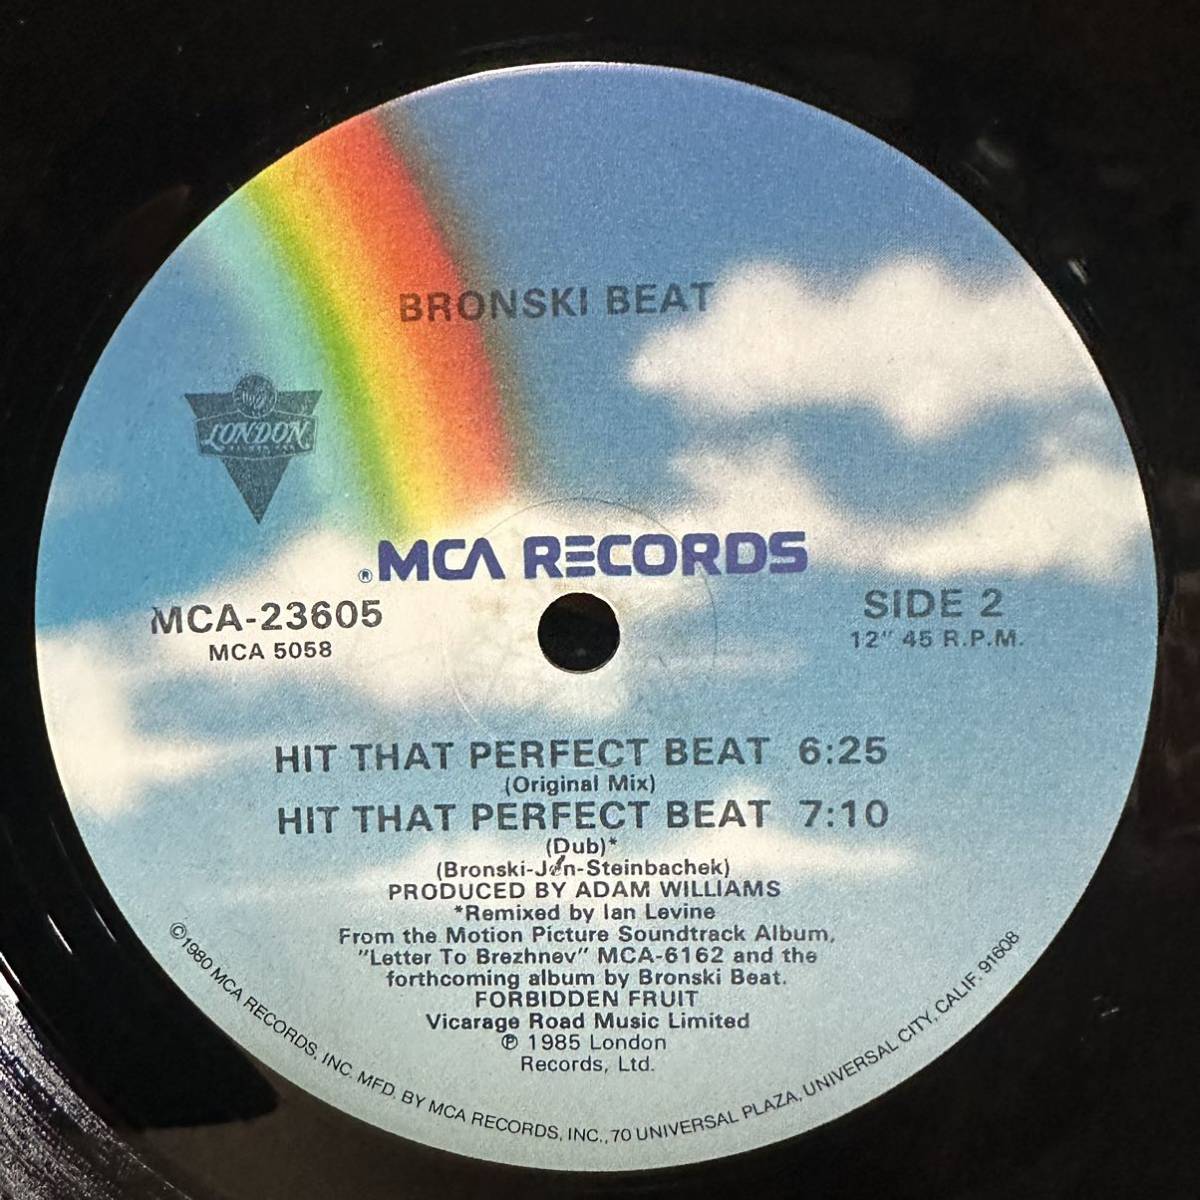 BRONSKI BEAT
LONDON
® MCA RECORDS
MCA-23605
MCA 5058
SIDE 2
12" 45 R.P.M.
HIT THAT PERFECT BEAT 6:25
(Original Mix)
HIT THAT PERFECT BEAT 7:10
(Dub)*
(Bronski-Jon-Steinbachek)
PRODUCED BY ADAM WILLIAMS
*Remixed by Ian Levine
From the Motion Picture Soundtrack Album,
"Letter To Brezhnev" MCA-6162 and the
forthcoming album by Bronski Beat.
FORBIDDEN FRUIT
Vicarage Road Music Limited
℗ 1985 London
Records, Ltd.
©1980 MCA RECORDS, INC. MFD. BY MCA RECORDS, INC., 70 UNIVERSAL PLAZA, UNIVERSAL CITY, CALIF. 91608